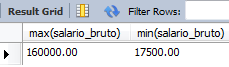 Result Grid Filter Rows:
max(salario_bruto) min(salario_bruto)
160000.00 17500.00